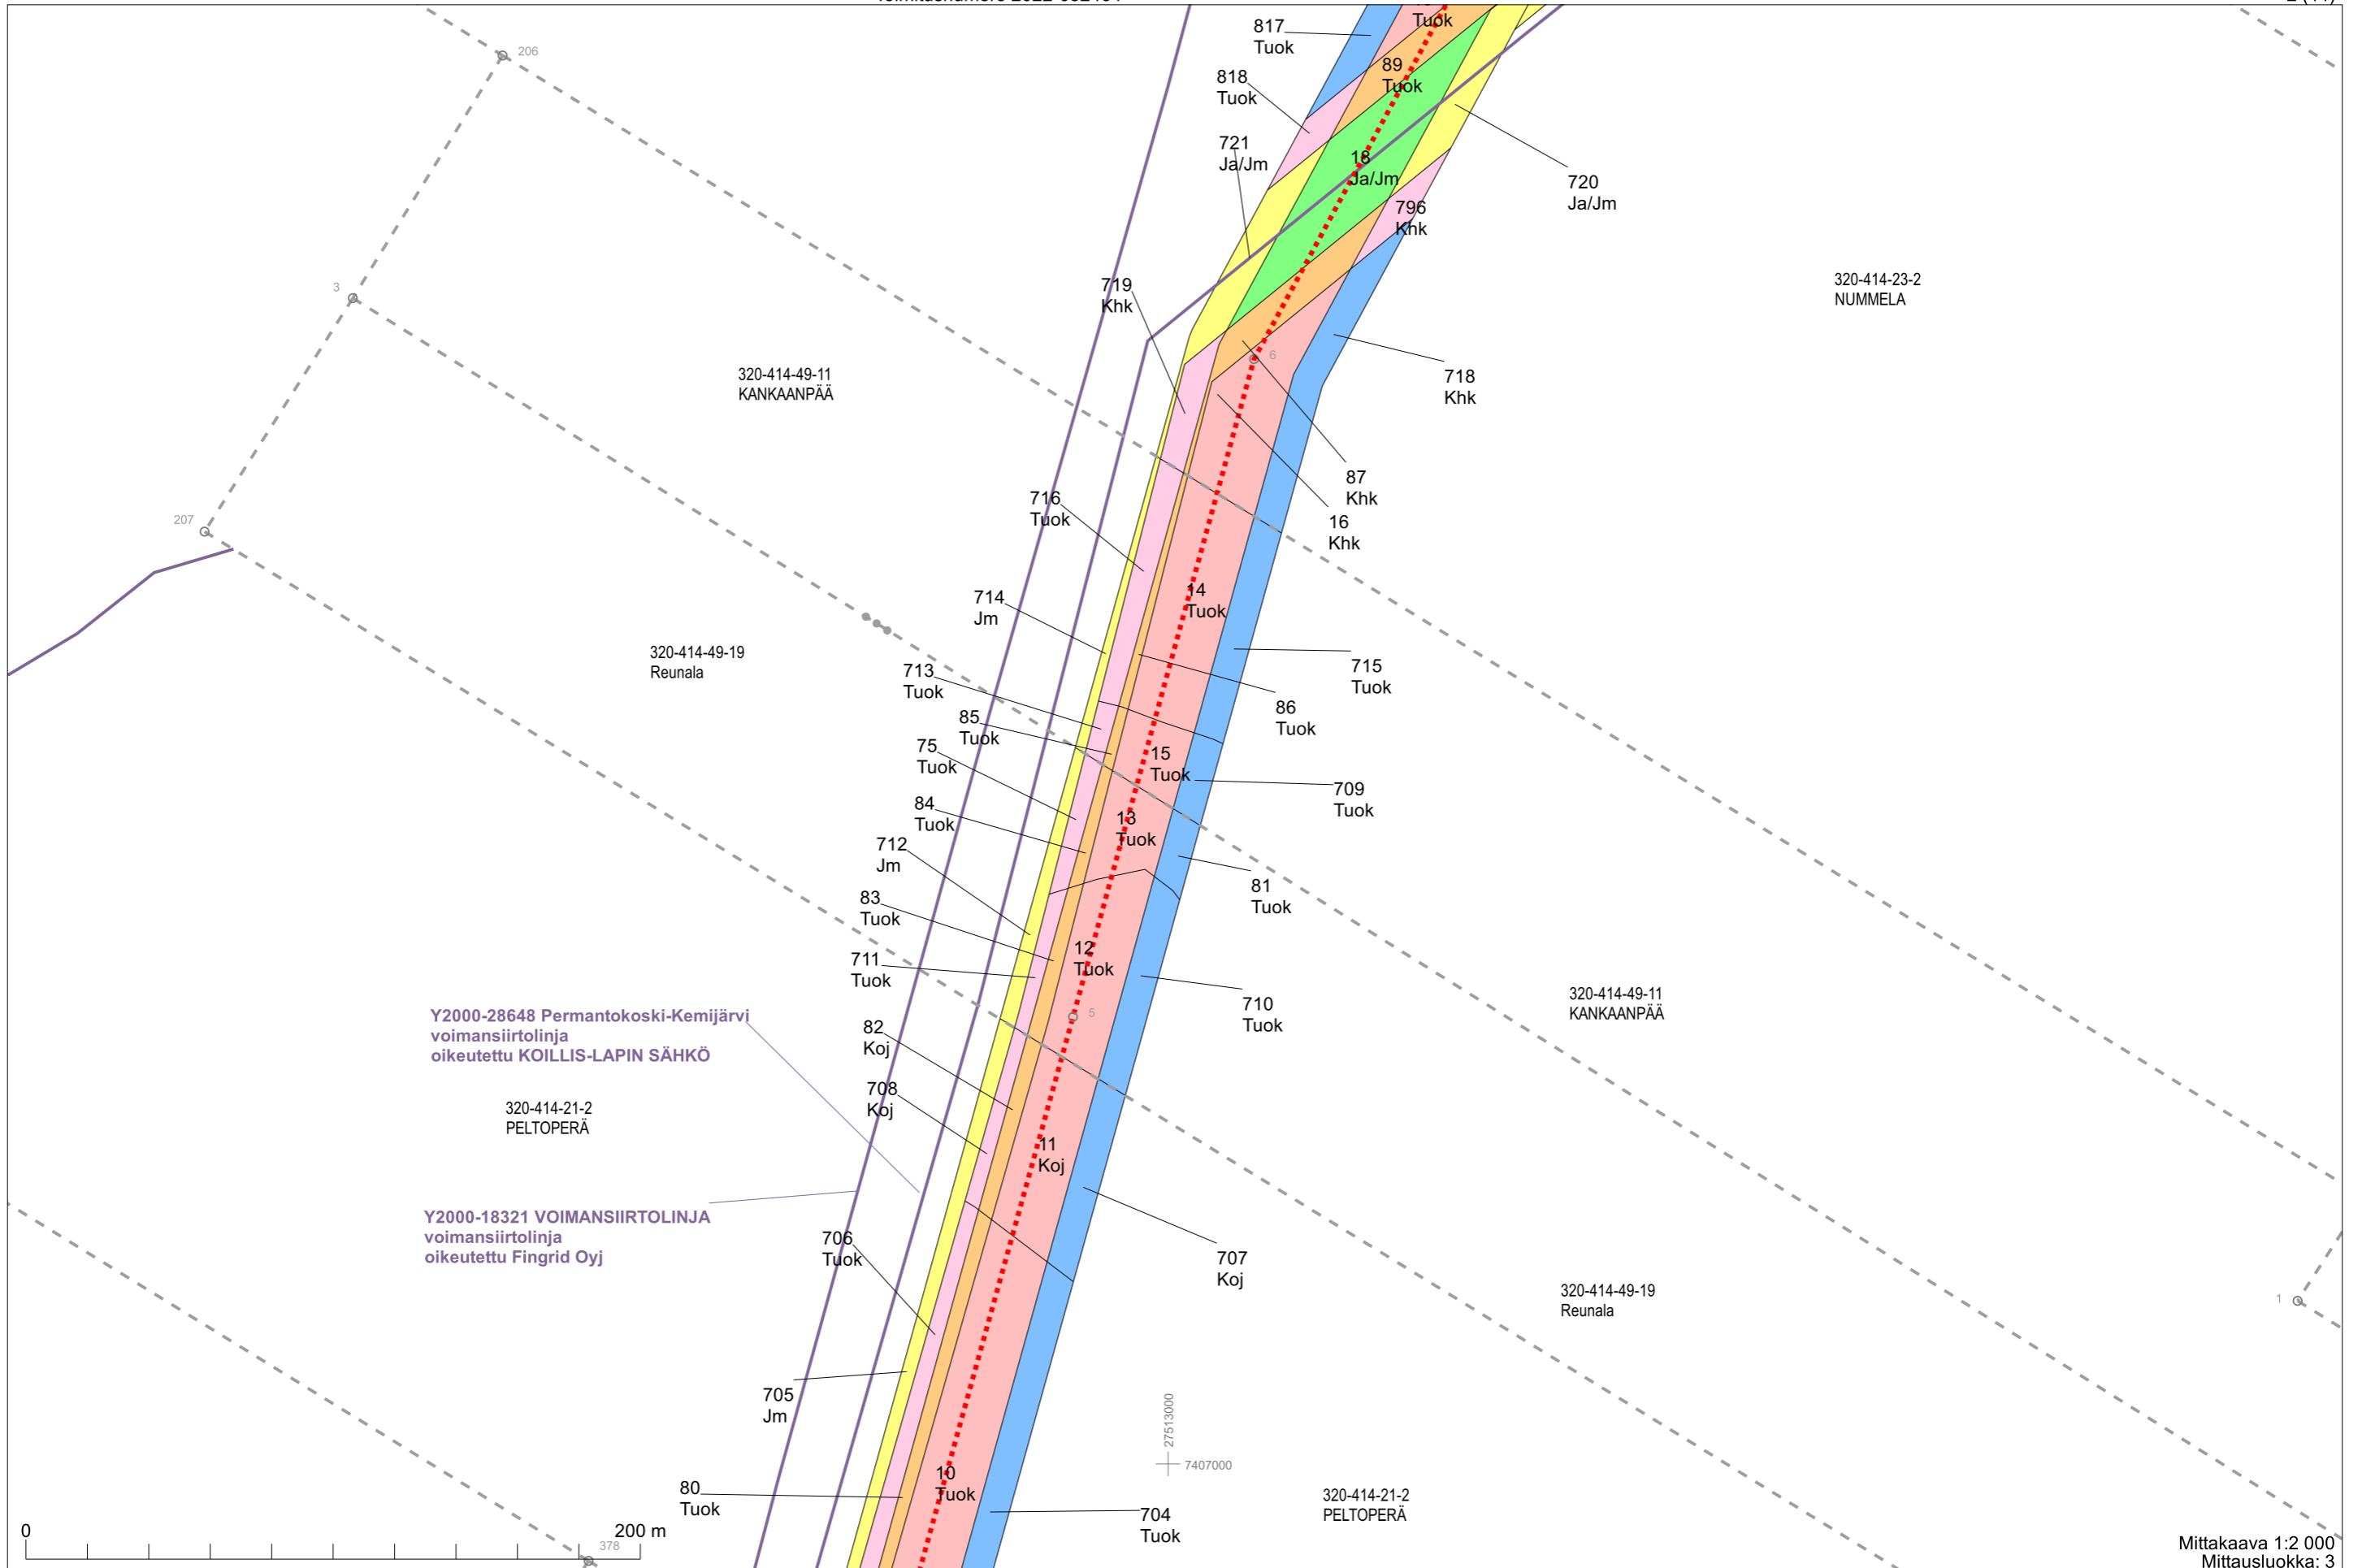 817
Tuok
Tuok
206
89
Tuok
818
Tuok
721
Ja/Jm
18
Ja/Jm
720
Ja/Jm
796
Khk
3
719
Khk
320-414-23-2
NUMMELA
6
320-414-49-11
KANKAANPÄÄ
718
Khk
87
Khk
716
Tuok
207
16
Khk
714
Jm
14
Tuok
320-414-49-19
Reunala
713
Tuok
715
Tuok
85
Tuok
86
Tuok
75
Tuok
15
Tuok
709
Tuok
84
Tuok
13
Tuok
712
Jm
81
Tuok
83
Tuok
12
Tuok
711
Tuok
710
Tuok
320-414-49-11
KANKAANPÄÄ
5
Y2000-28648 Permantokoski-Kemijärvi
voimansiirtolinja
oikeutettu KOILLIS-LAPIN SÄHKÖ
82
Koj
708
Koj
320-414-21-2
PELTOPERÄ
11
Koj
Y2000-18321 VOIMANSIIRTOLINJA
voimansiirtolinja
oikeutettu Fingrid Oyj
706
Tuok
707
Koj
320-414-49-19
Reunala
1
705
Jm
27513000
7407000
10
Tuok
80
Tuok
704
Tuok
320-414-21-2
PELTOPERÄ
0
200 m
378
Mittakaava 1:2 000
Mittausluokka: 3